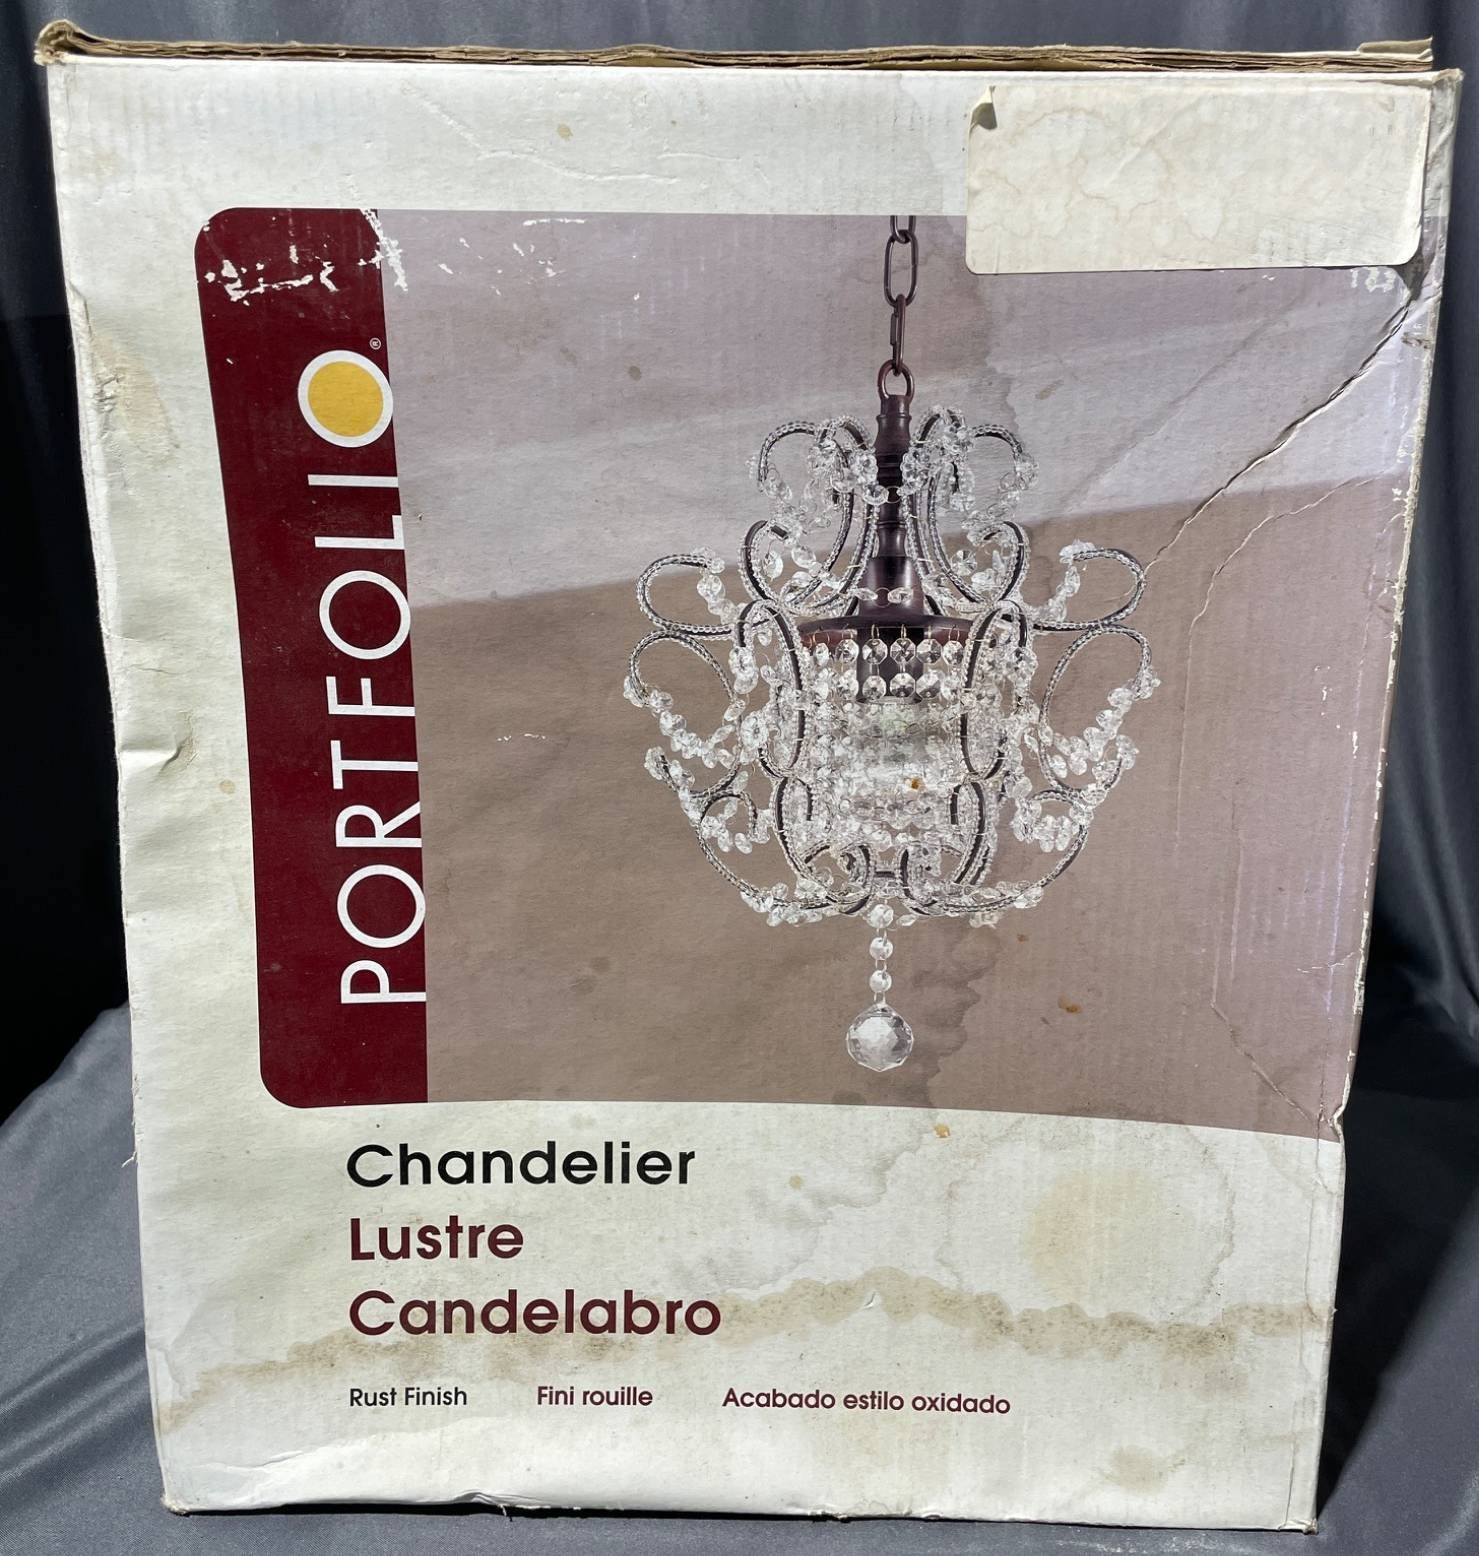 PORTFOLIO®
Chandelier
Lustre
Candelabro
Rust Finish Fini rouille Acabado estilo oxidado